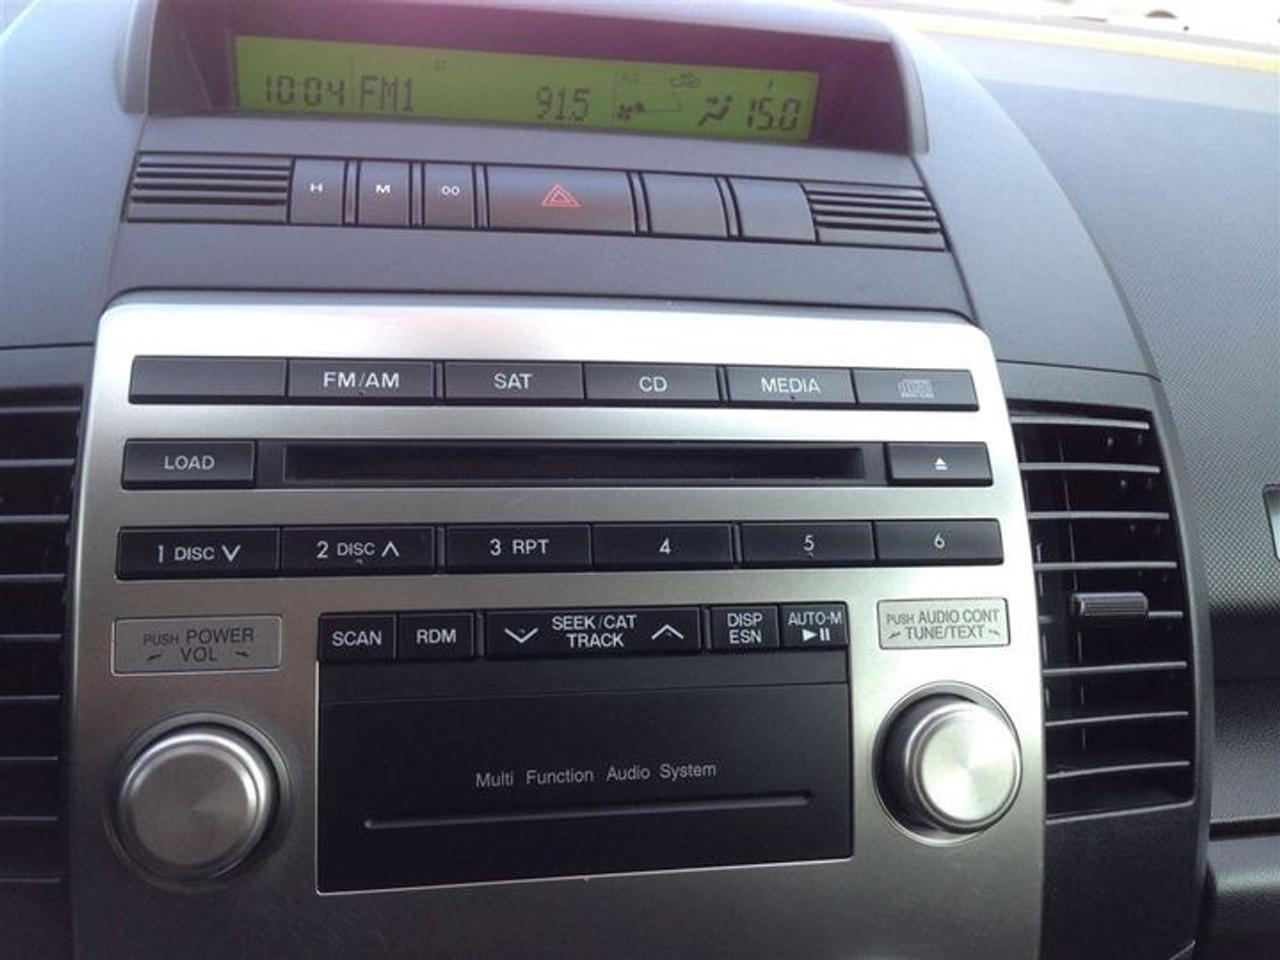 10:04 FM1 ST 91.5 A/C 15.0
H M 00
FM/AM SAT CD MEDIA
LOAD
1 DISC 2 DISC 3 RPT 4 5 6
PUSH POWER
VOL
SCAN RDM SEEK/CAT
TRACK
DISP
ESN
AUTO-M
PUSH AUDIO CONT
TUNE/TEXT
Multi Function Audio System